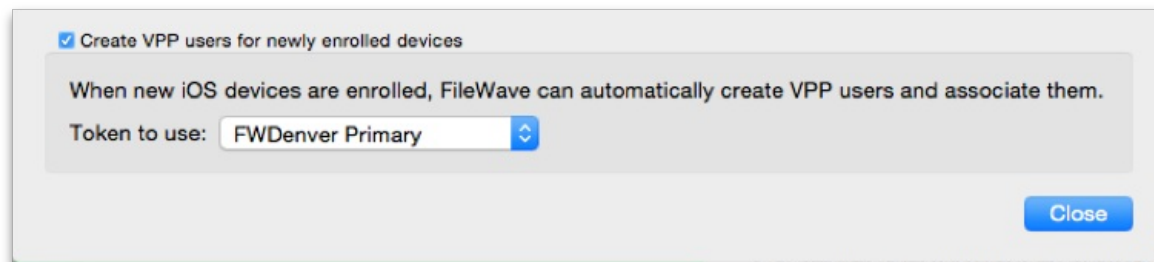 Create VPP users for newly enrolled devices
When new iOS devices are enrolled, FileWave can automatically create VPP users and associate them.
Token to use: FWDenver Primary
Close